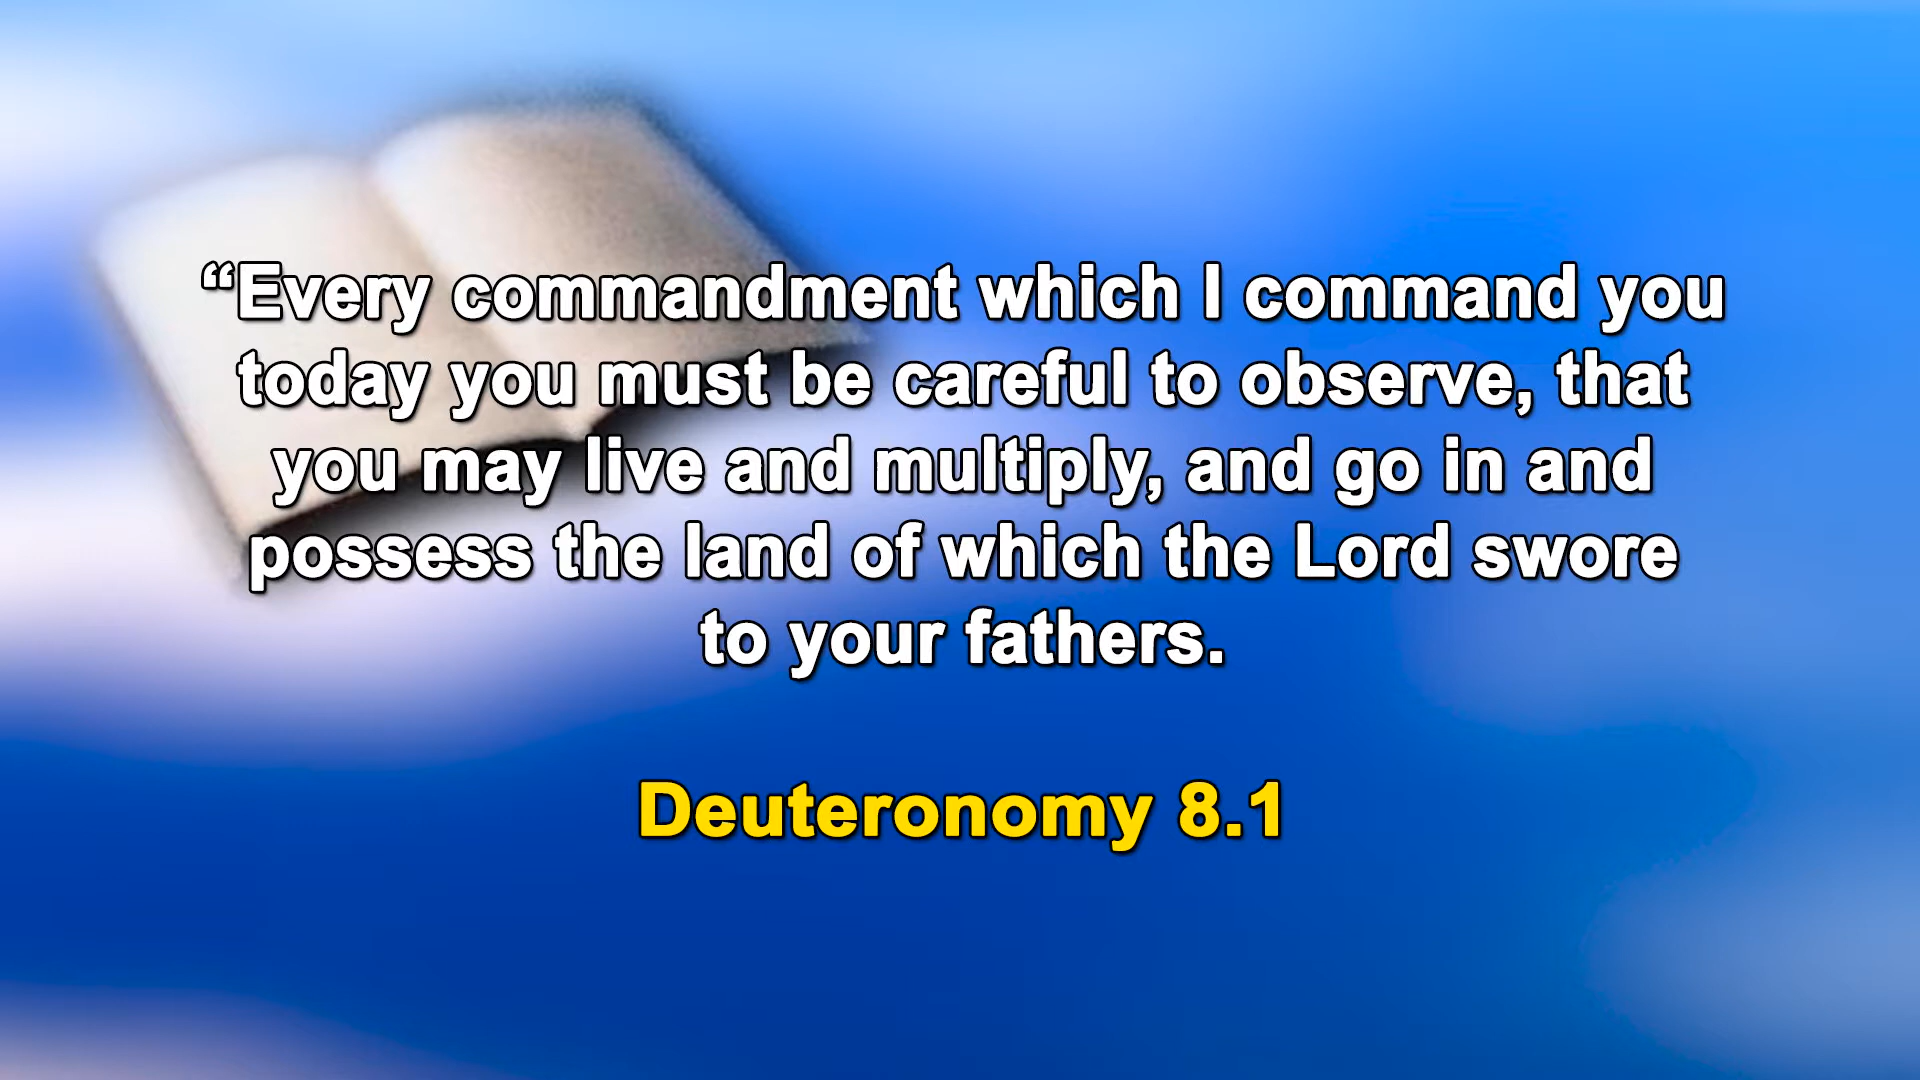 “Every commandment which I command you
today you must be careful to observe, that
you may live and multiply, and go in and
possess the land of which the Lord swore
to your fathers.
Deuteronomy 8.1